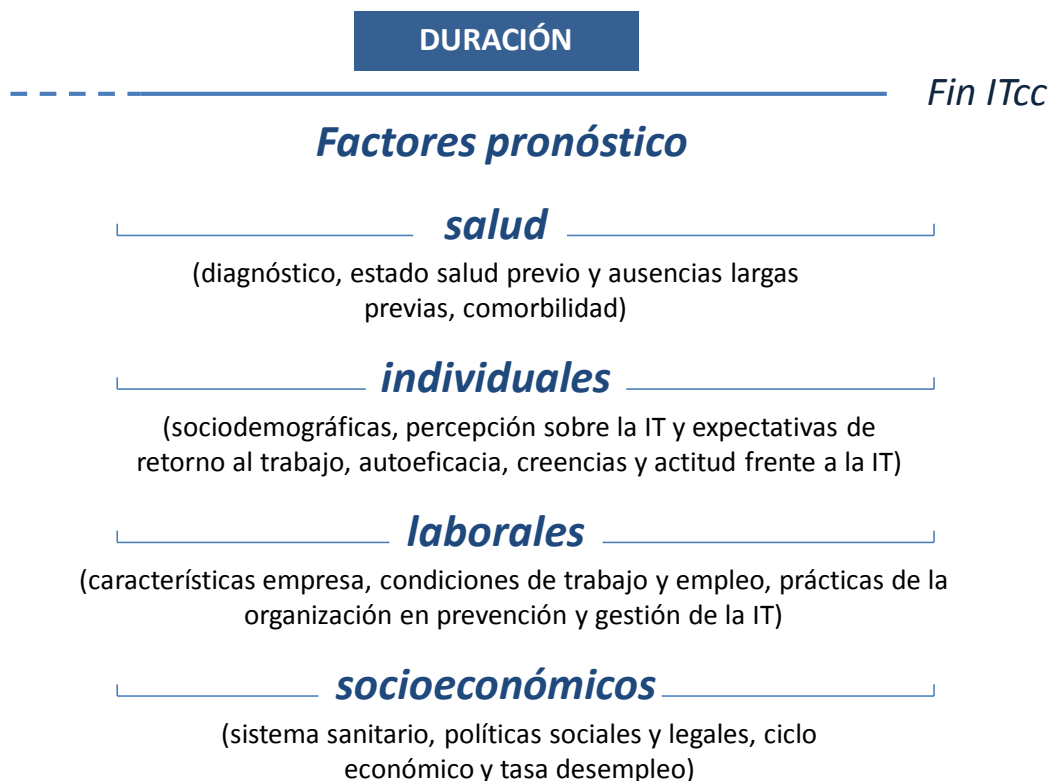 DURACIÓN
Fin ITcc
Factores pronóstico
salud
(diagnóstico, estado salud previo y ausencias largas
previas, comorbilidad)
individuales
(sociodemográficas, percepción sobre la IT y expectativas de
retorno al trabajo, autoeficacia, creencias y actitud frente a la IT)
laborales
(características empresa, condiciones de trabajo y empleo, prácticas de la
organización en prevención y gestión de la IT)
socioeconómicos
(sistema sanitario, políticas sociales y legales, ciclo
económico y tasa desempleo)